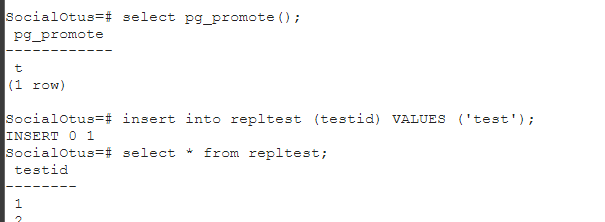 SocialOtus=# select pg_promote();
pg_promote
------------
t
(1 row)
SocialOtus=# insert into repltest (testid) VALUES ('test');
INSERT 0 1
SocialOtus=# select * from repltest;
testid
--------
1
2